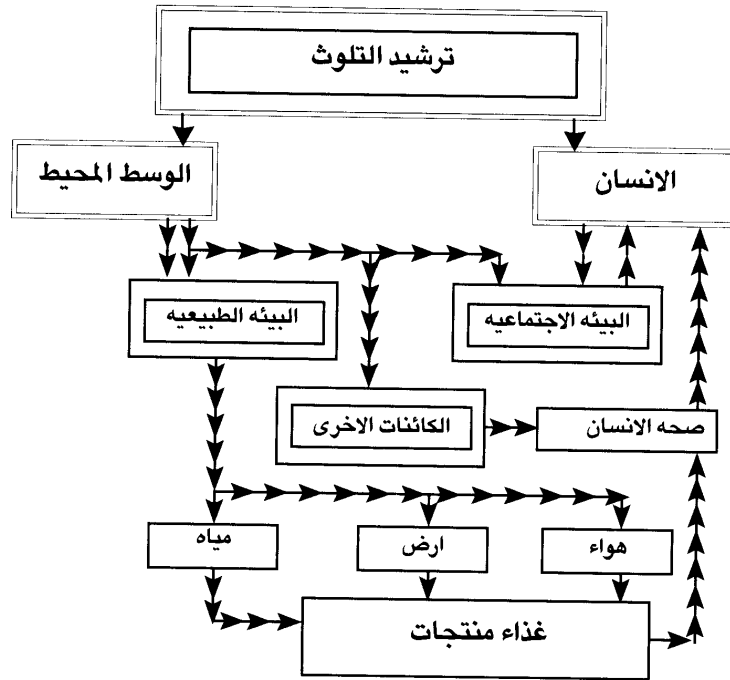 ترشيد التلوث
الانسان
الوسط المحيط
البيئه الاجتماعيه
البيئه الطبيعيه
الكائنات الاخرى
صحه الانسان
هواء
ارض
مياه
غذاء منتجات